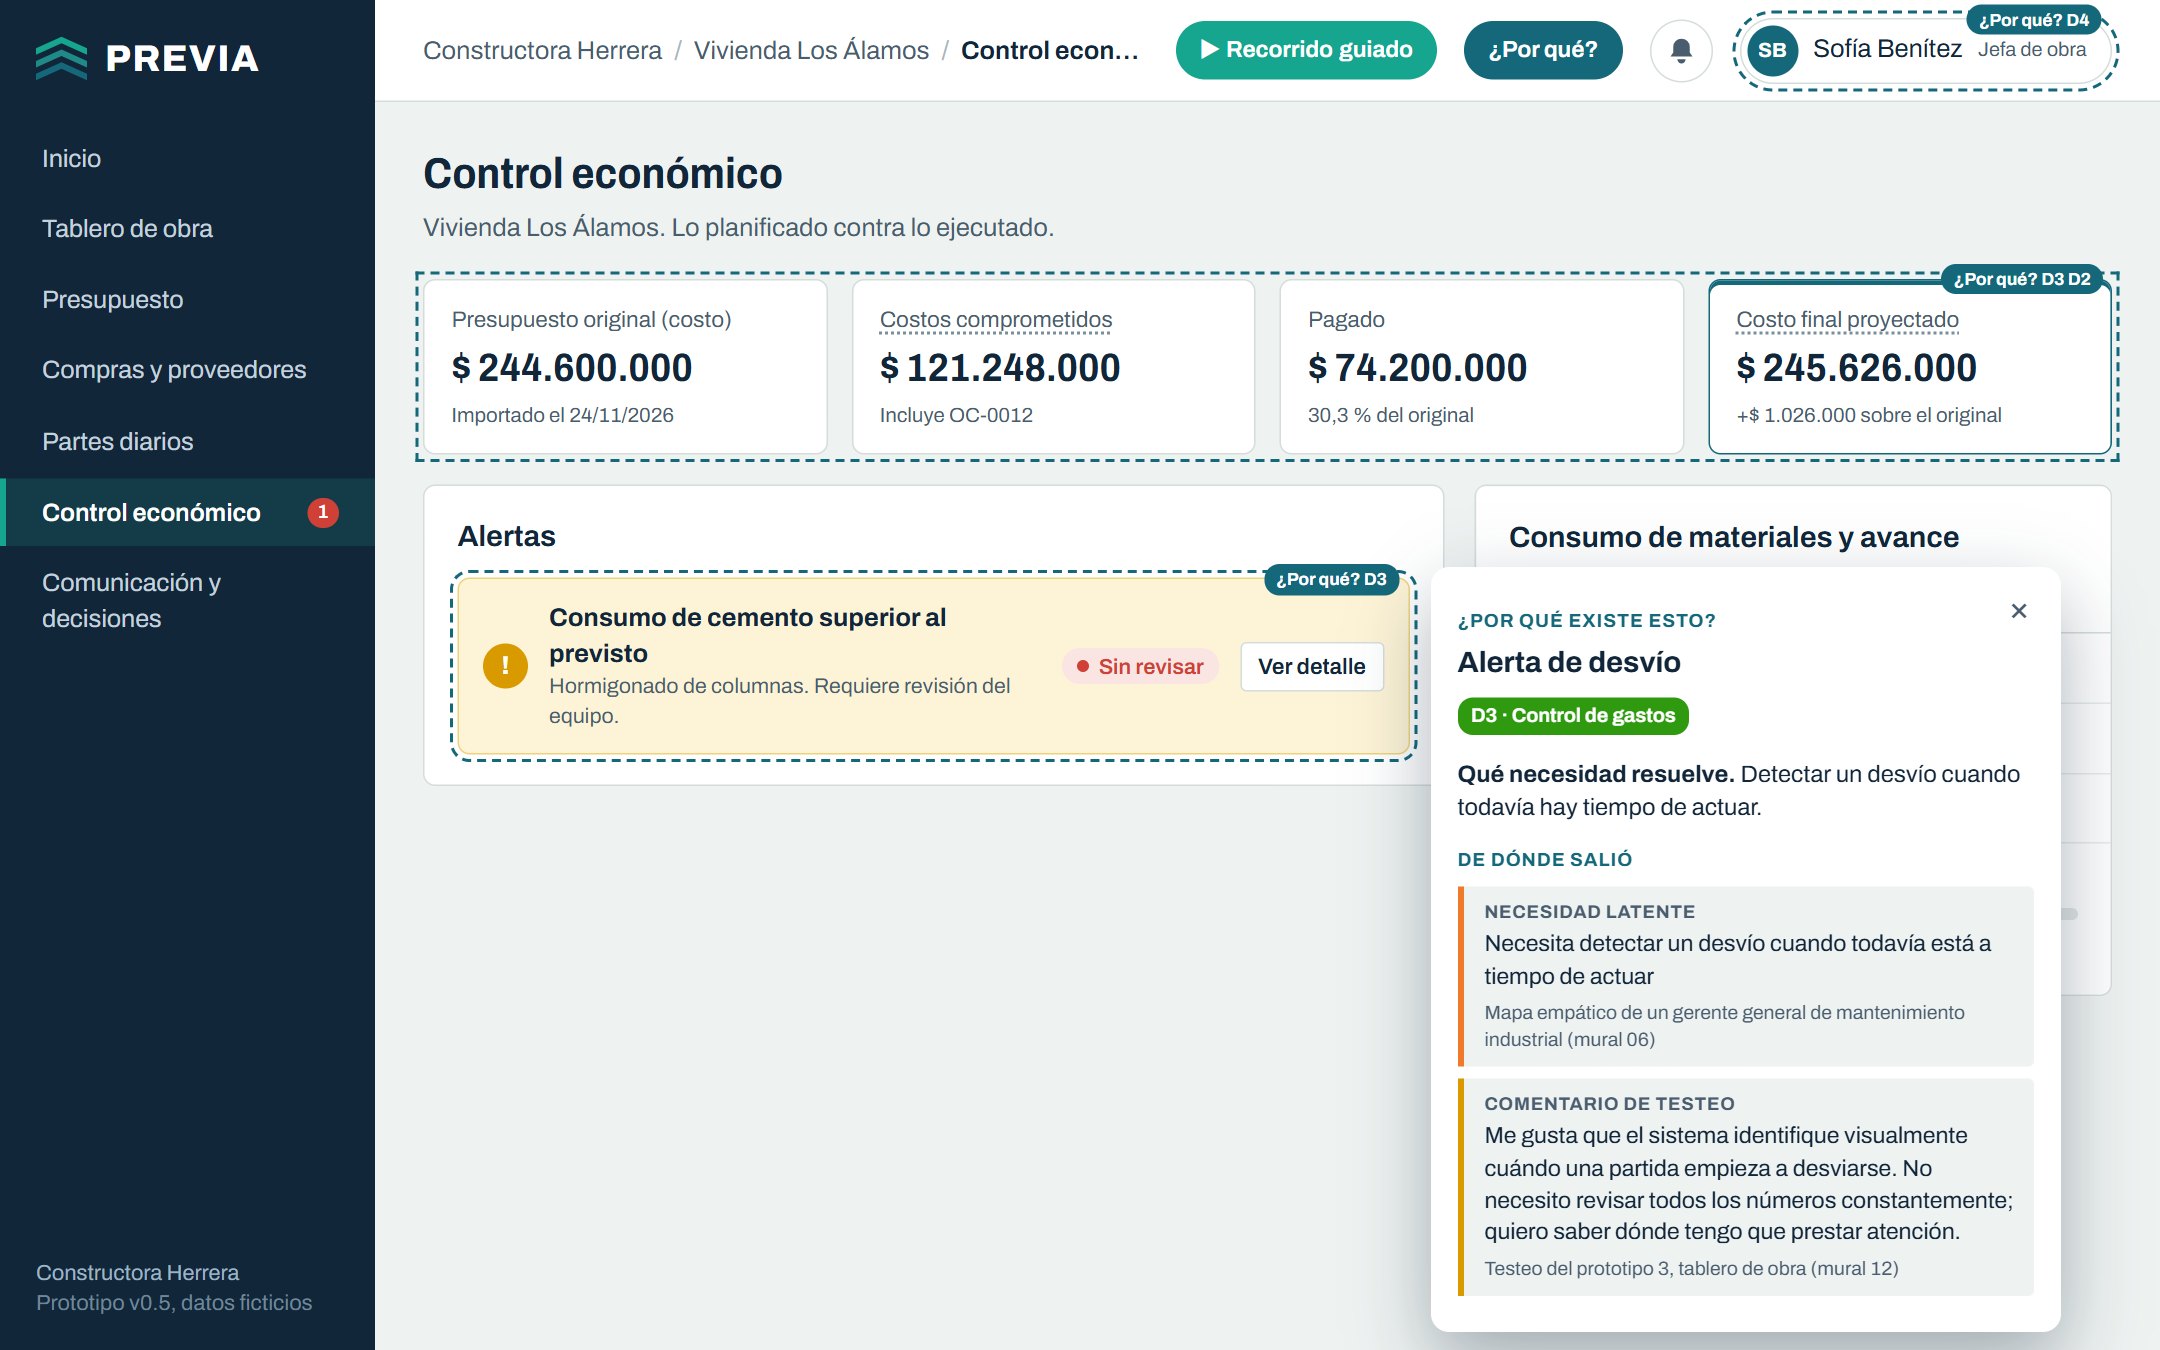 PREVIA
Inicio
Tablero de obra
Presupuesto
Compras y proveedores
Partes diarios
Control económico 1
Comunicación y
decisiones
Constructora Herrera
Prototipo v0.5, datos ficticios
Constructora Herrera / Vivienda Los Álamos / Control econ...
▶ Recorrido guiado
¿Por qué?
SB Sofía Benítez Jefa de obra
¿Por qué? D4
Control económico
Vivienda Los Álamos. Lo planificado contra lo ejecutado.
¿Por qué? D3 D2
Presupuesto original (costo)
$ 244.600.000
Importado el 24/11/2026
Costos comprometidos
$ 121.248.000
Incluye OC-0012
Pagado
$ 74.200.000
30,3 % del original
Costo final proyectado
$ 245.626.000
+$ 1.026.000 sobre el original
Alertas
¿Por qué? D3
!
Consumo de cemento superior al
previsto
Hormigonado de columnas. Requiere revisión del
equipo.
Sin revisar
Ver detalle
Consumo de materiales y avance
¿POR QUÉ EXISTE ESTO?
×
Alerta de desvío
D3 · Control de gastos
Qué necesidad resuelve. Detectar un desvío cuando
todavía hay tiempo de actuar.
DE DÓNDE SALIÓ
NECESIDAD LATENTE
Necesita detectar un desvío cuando todavía está a
tiempo de actuar
Mapa empático de un gerente general de mantenimiento
industrial (mural 06)
COMENTARIO DE TESTEO
Me gusta que el sistema identifique visualmente
cuándo una partida empieza a desviarse. No
necesito revisar todos los números constantemente;
quiero saber dónde tengo que prestar atención.
Testeo del prototipo 3, tablero de obra (mural 12)